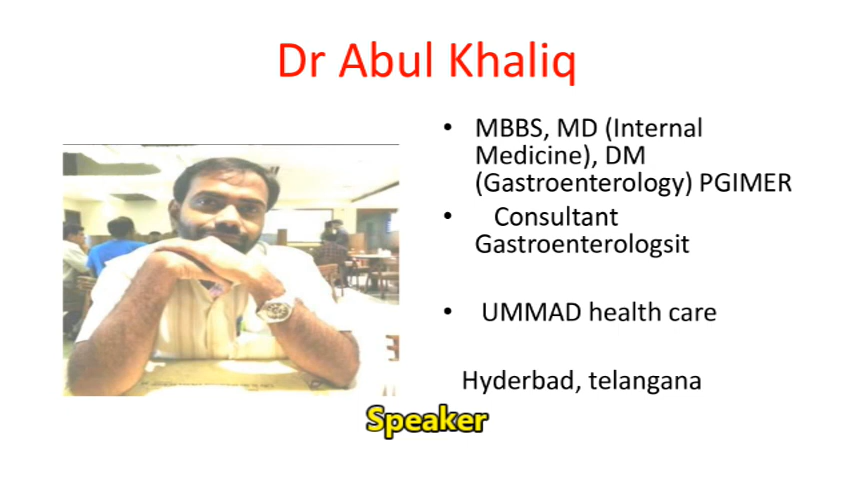 Dr Abul Khaliq
• MBBS, MD (Internal
Medicine), DM
(Gastroenterology) PGIMER
• Consultant
Gastroenterologsit
• UMMAD health care
Hyderbad, telangana
Speaker